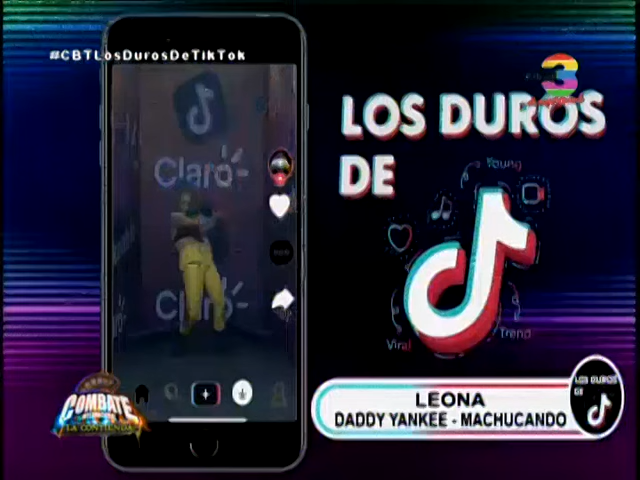 #CBTLosDurosDeTikTok
3
LOS DUROS
DE
Young
Claro
Claro
Viral
Trend
COMBATE
LA CONTIENDA
LOS DUROS
DE
LEONA
DADDY YANKEE - MACHUCANDO